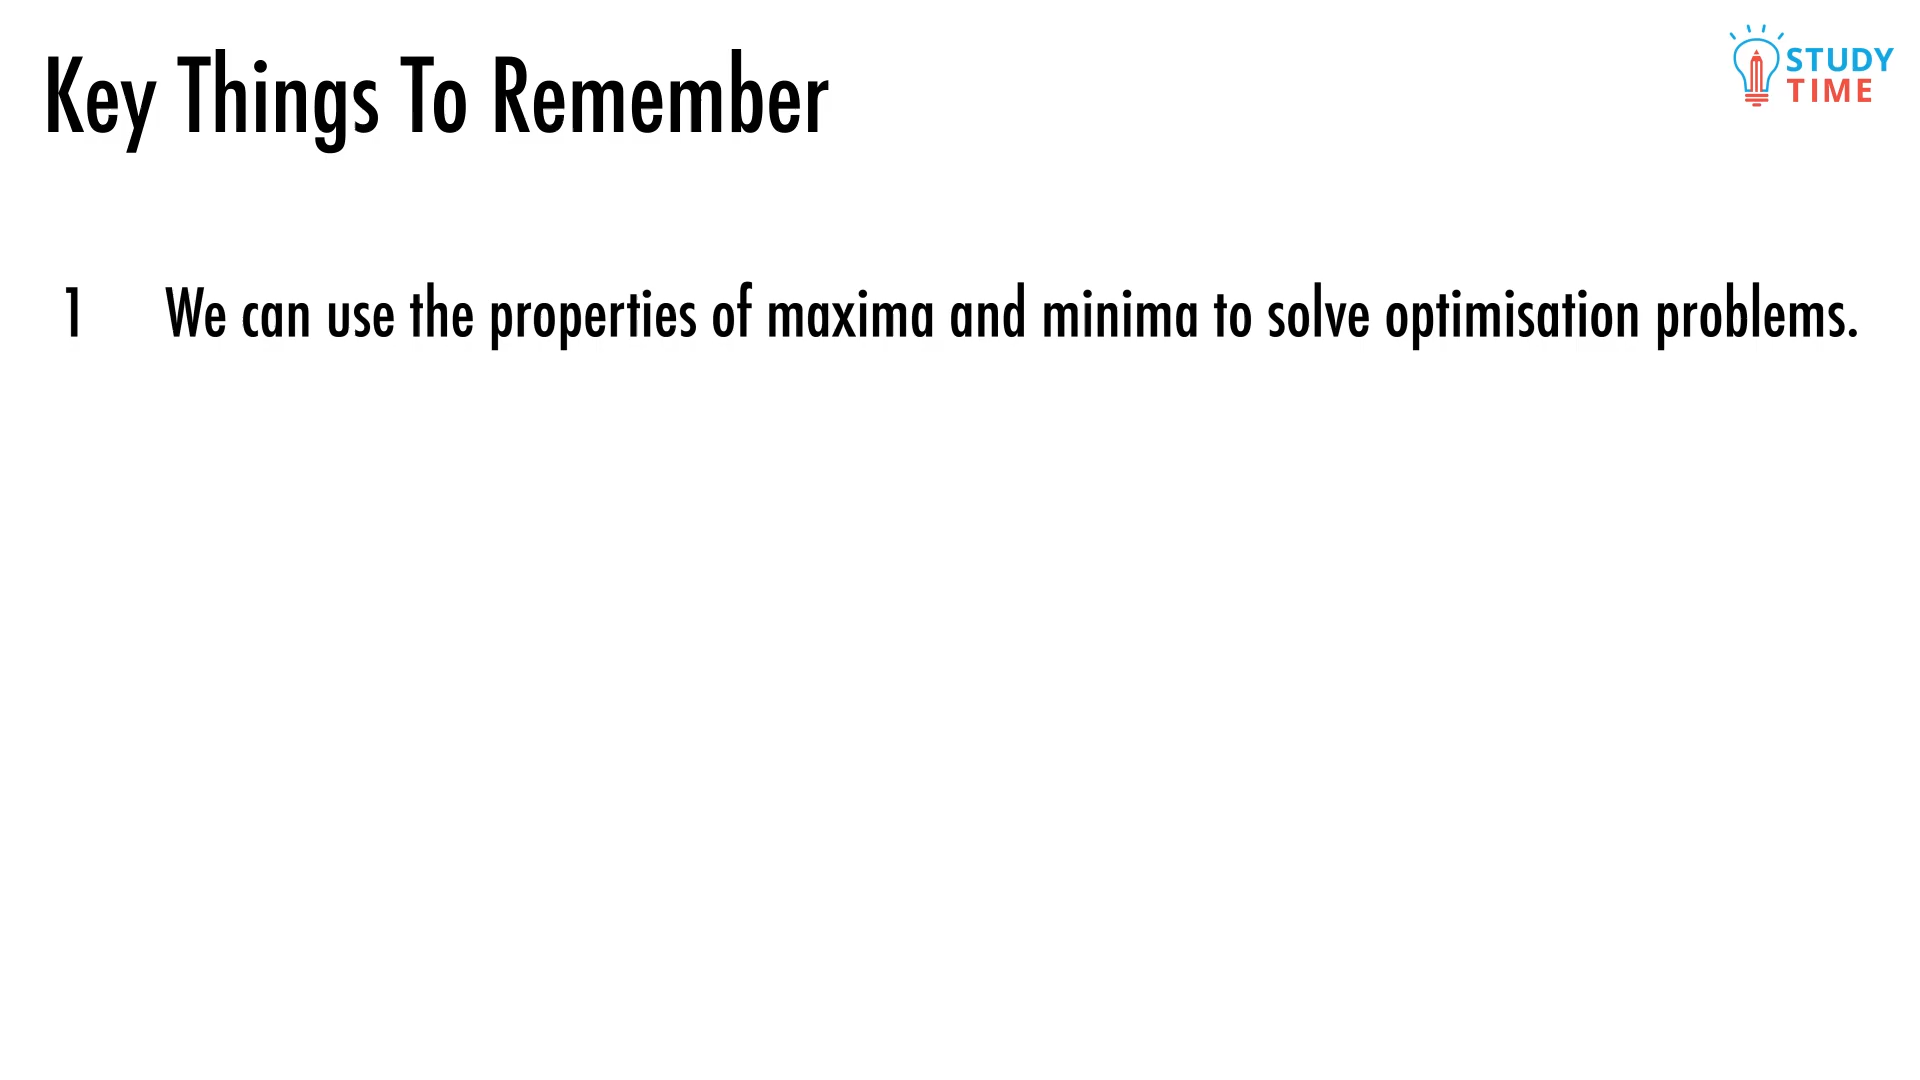 Key Things To Remember
STUDY
TIME
1 We can use the properties of maxima and minima to solve optimisation problems.